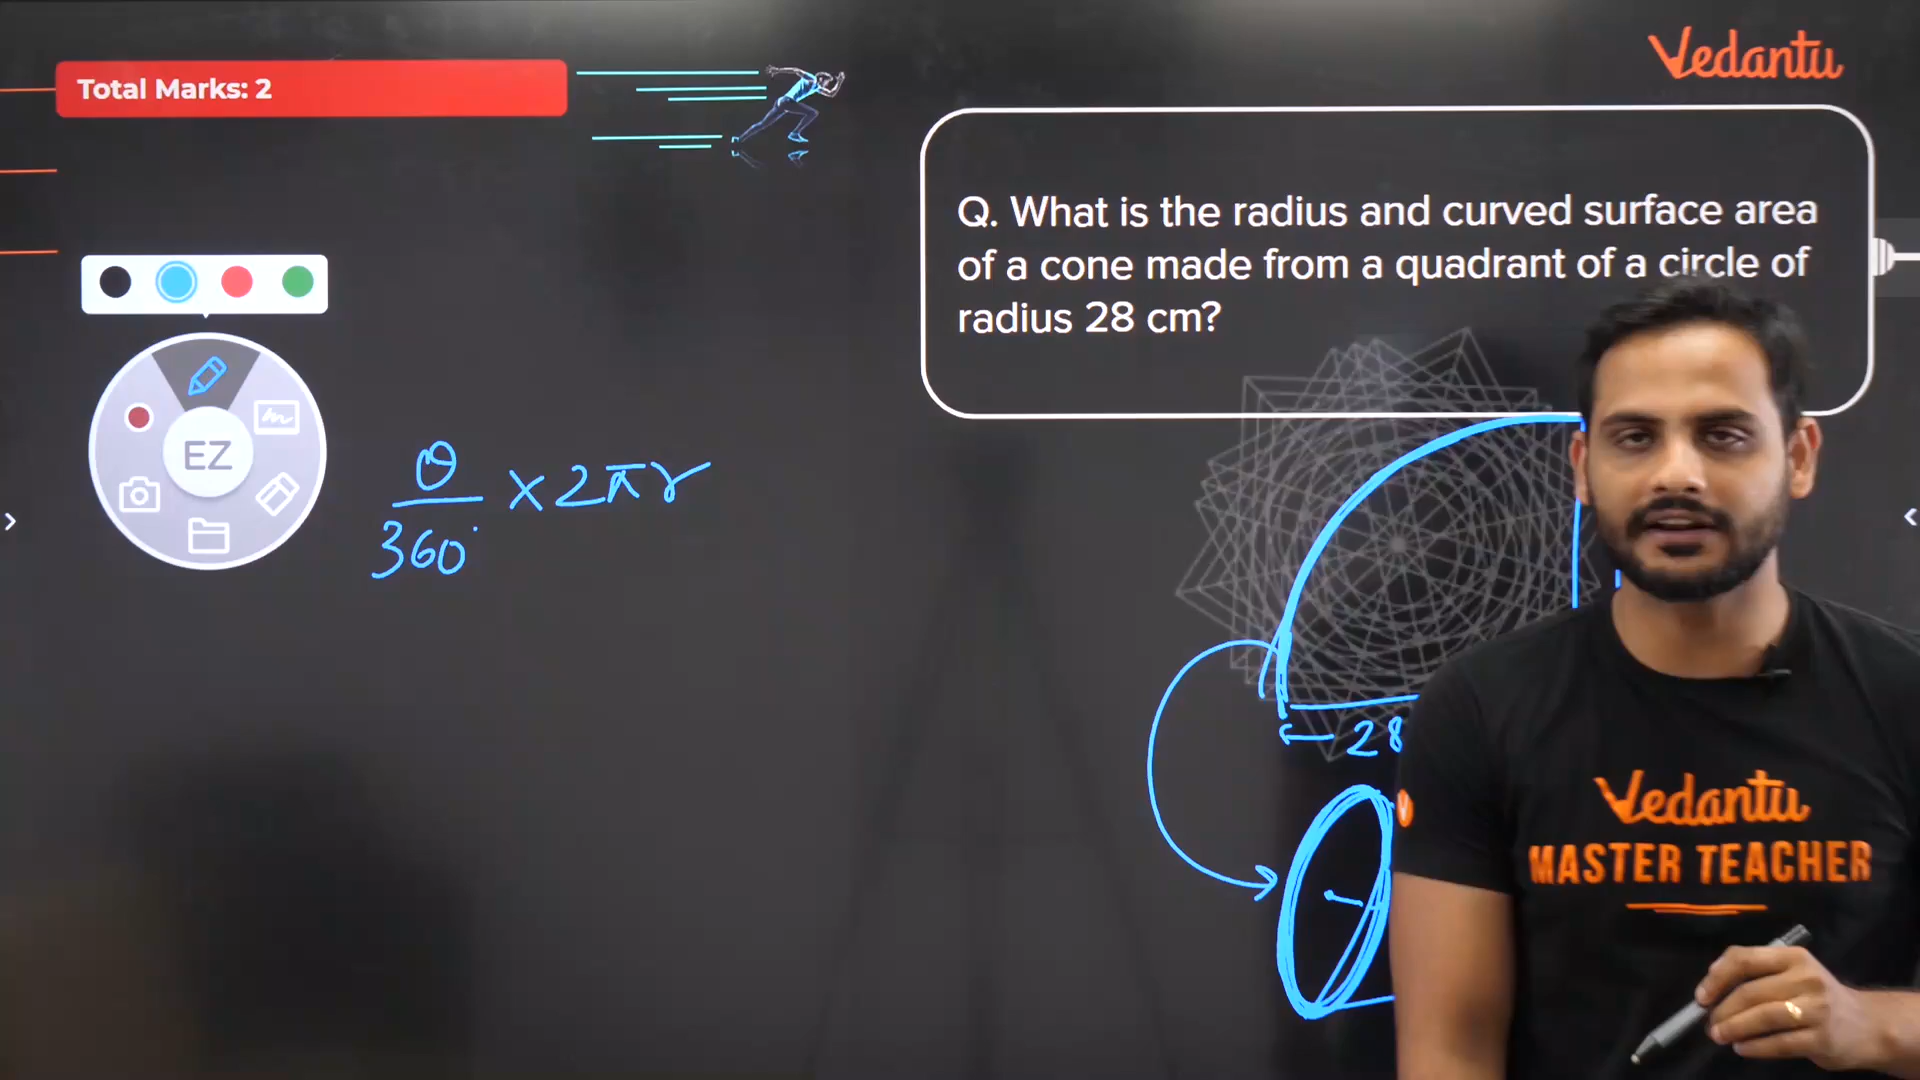 Total Marks: 2
Vedantu
Q. What is the radius and curved surface area
of a cone made from a quadrant of a circle of
radius 28 cm?
EZ
θ/360° × 2πr
28
Vedantu
MASTER TEACHER